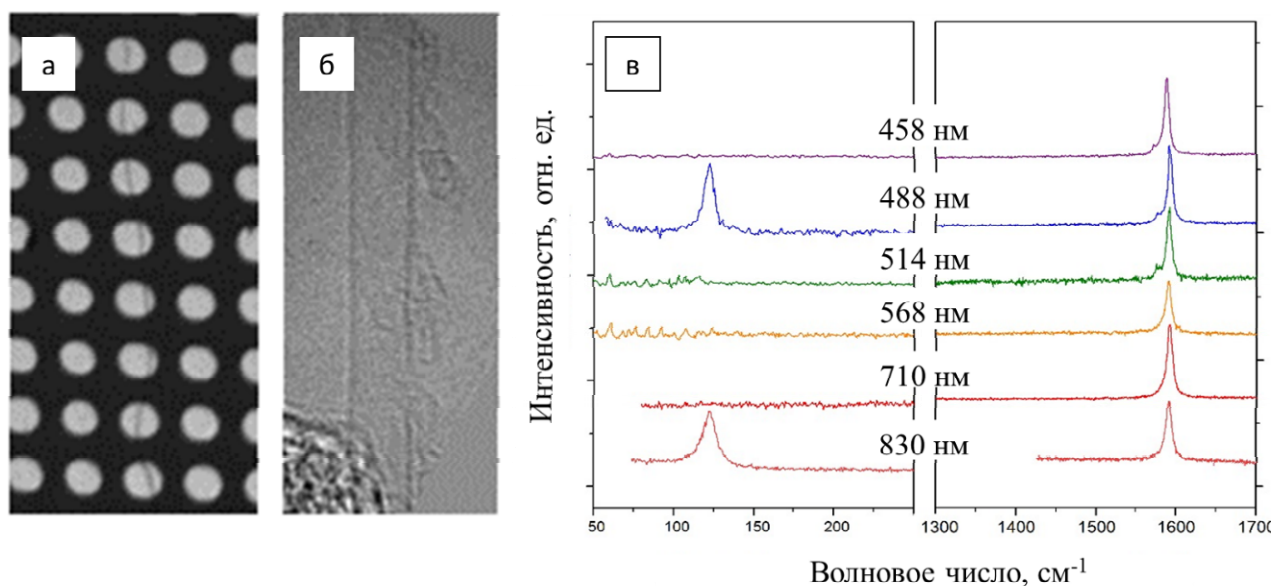 а
б
в
Интенсивность, отн. ед.
458 нм
488 нм
514 нм
568 нм
710 нм
830 нм
50 100 150 200 1300 1400 1500 1600 1700
Волновое число, см⁻¹